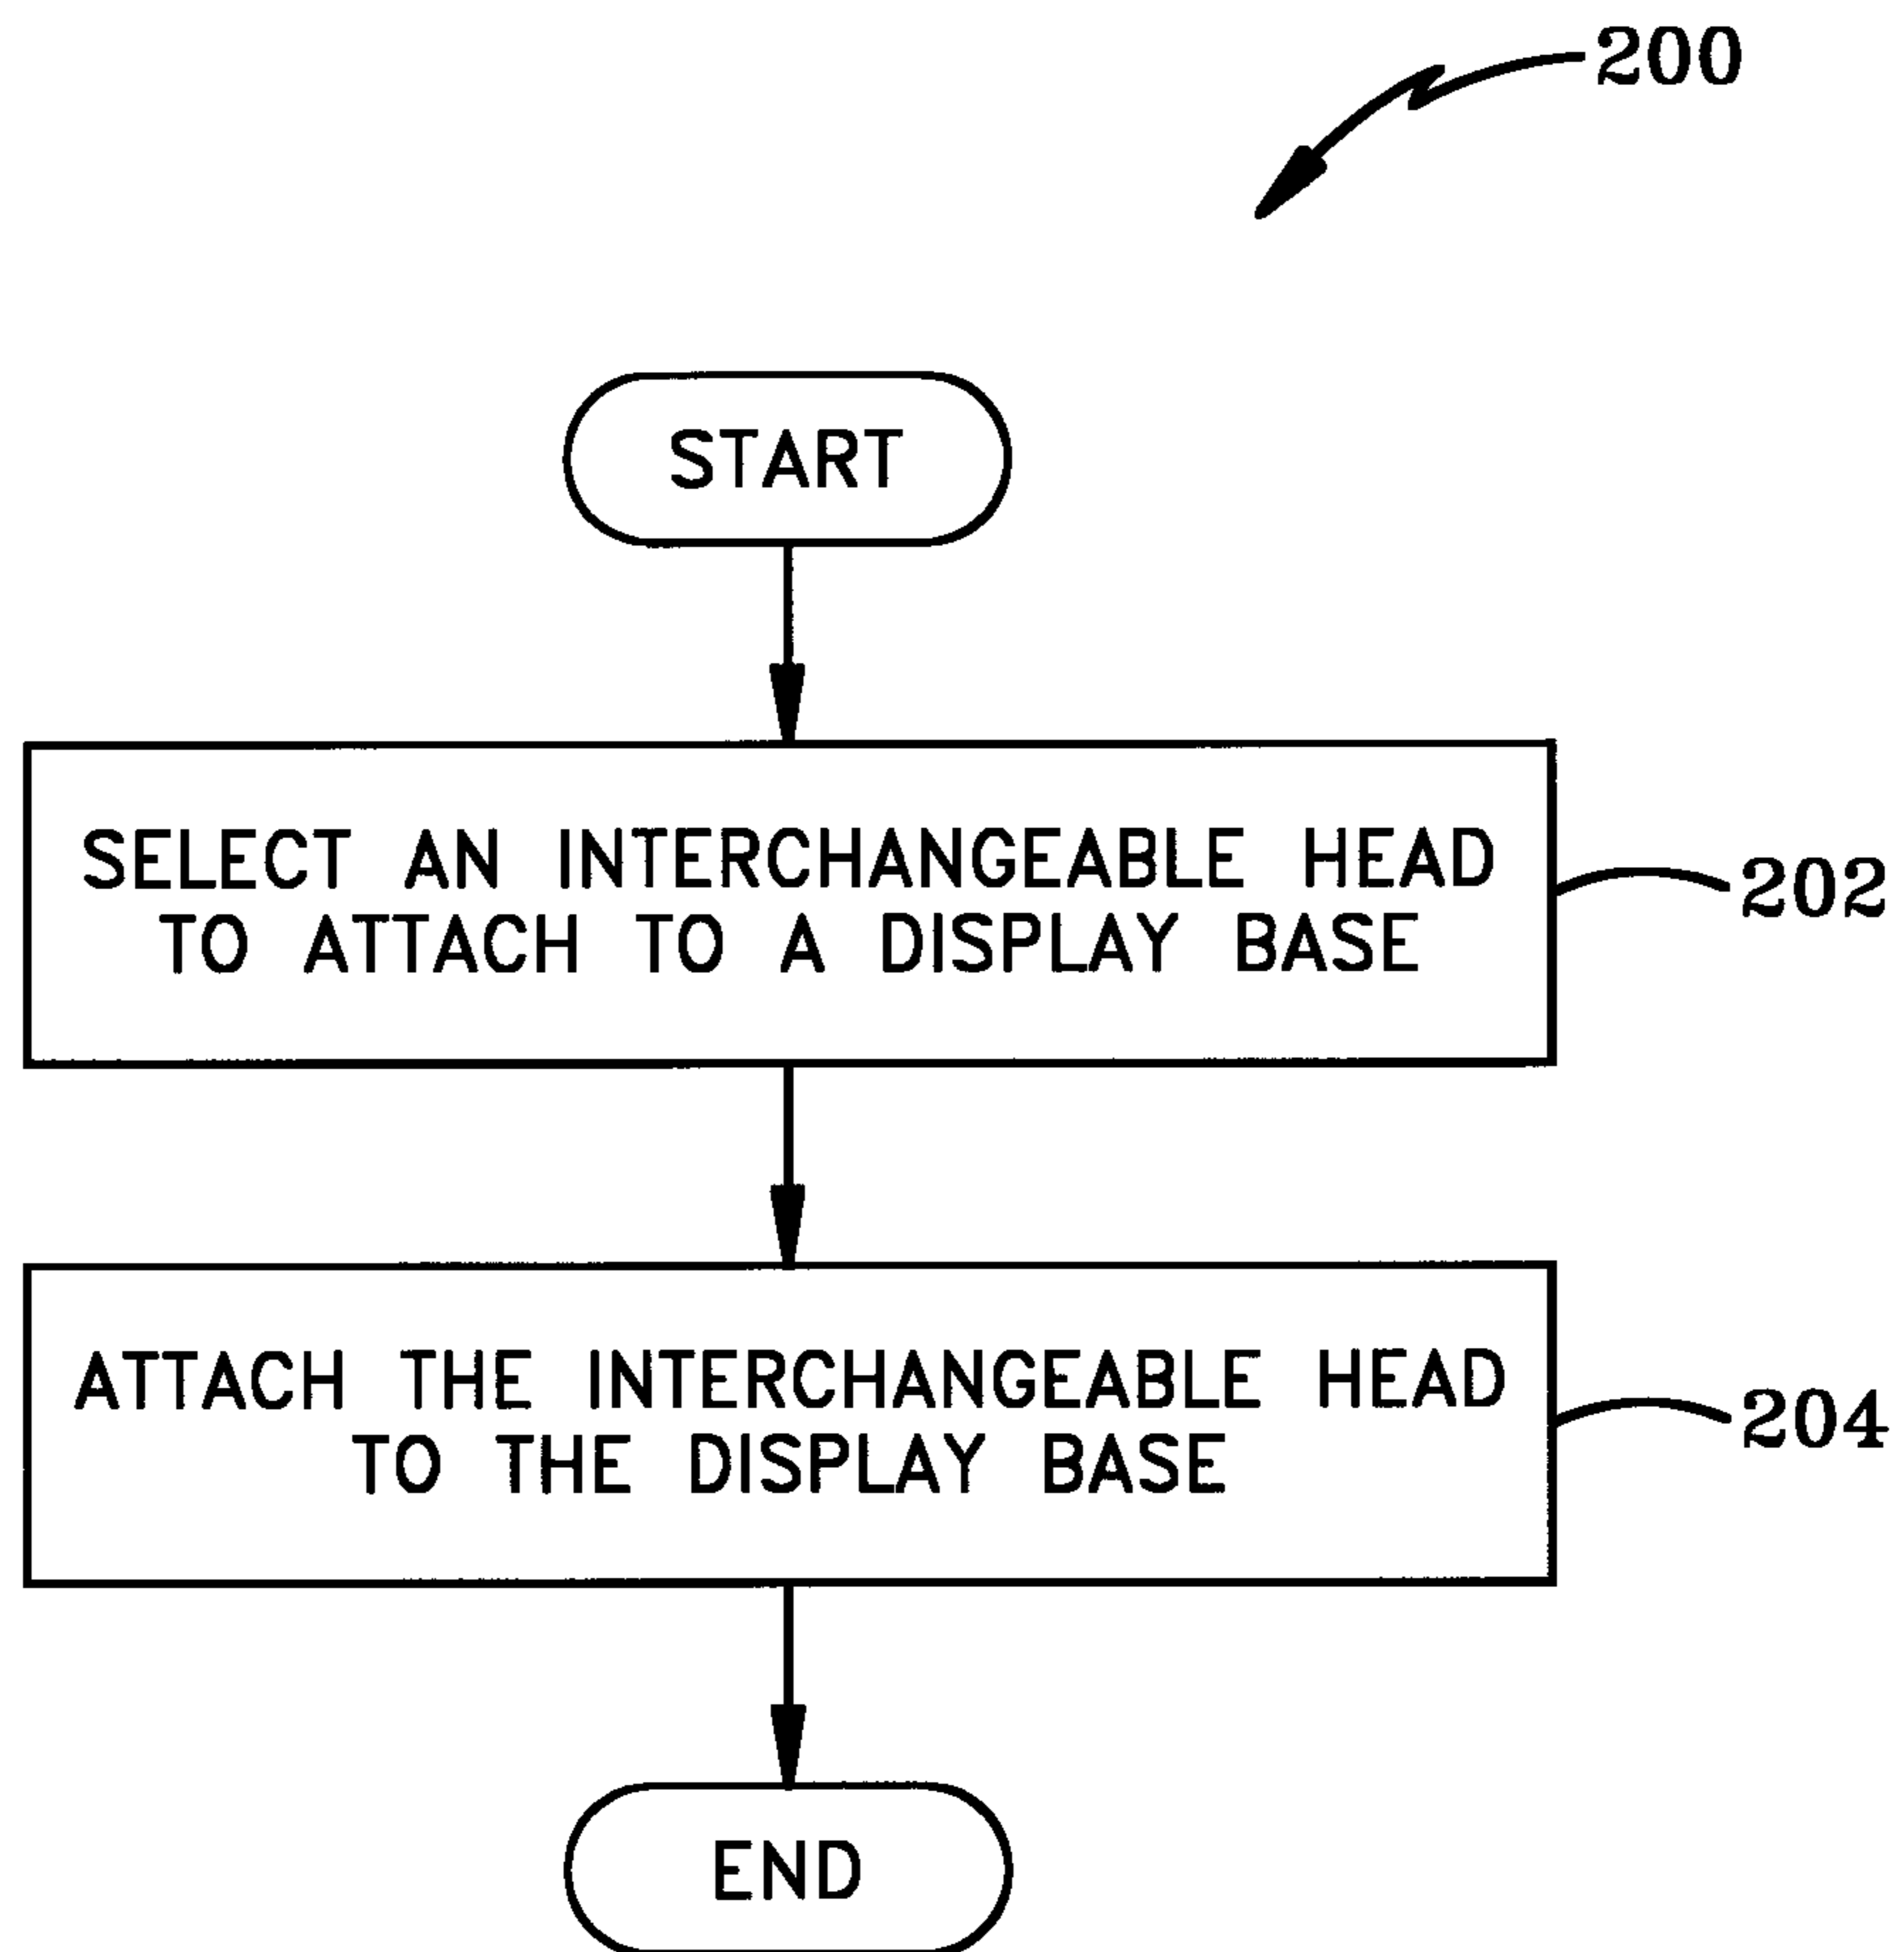 200
START
SELECT AN INTERCHANGEABLE HEAD
TO ATTACH TO A DISPLAY BASE
202
ATTACH THE INTERCHANGEABLE HEAD
TO THE DISPLAY BASE
204
END